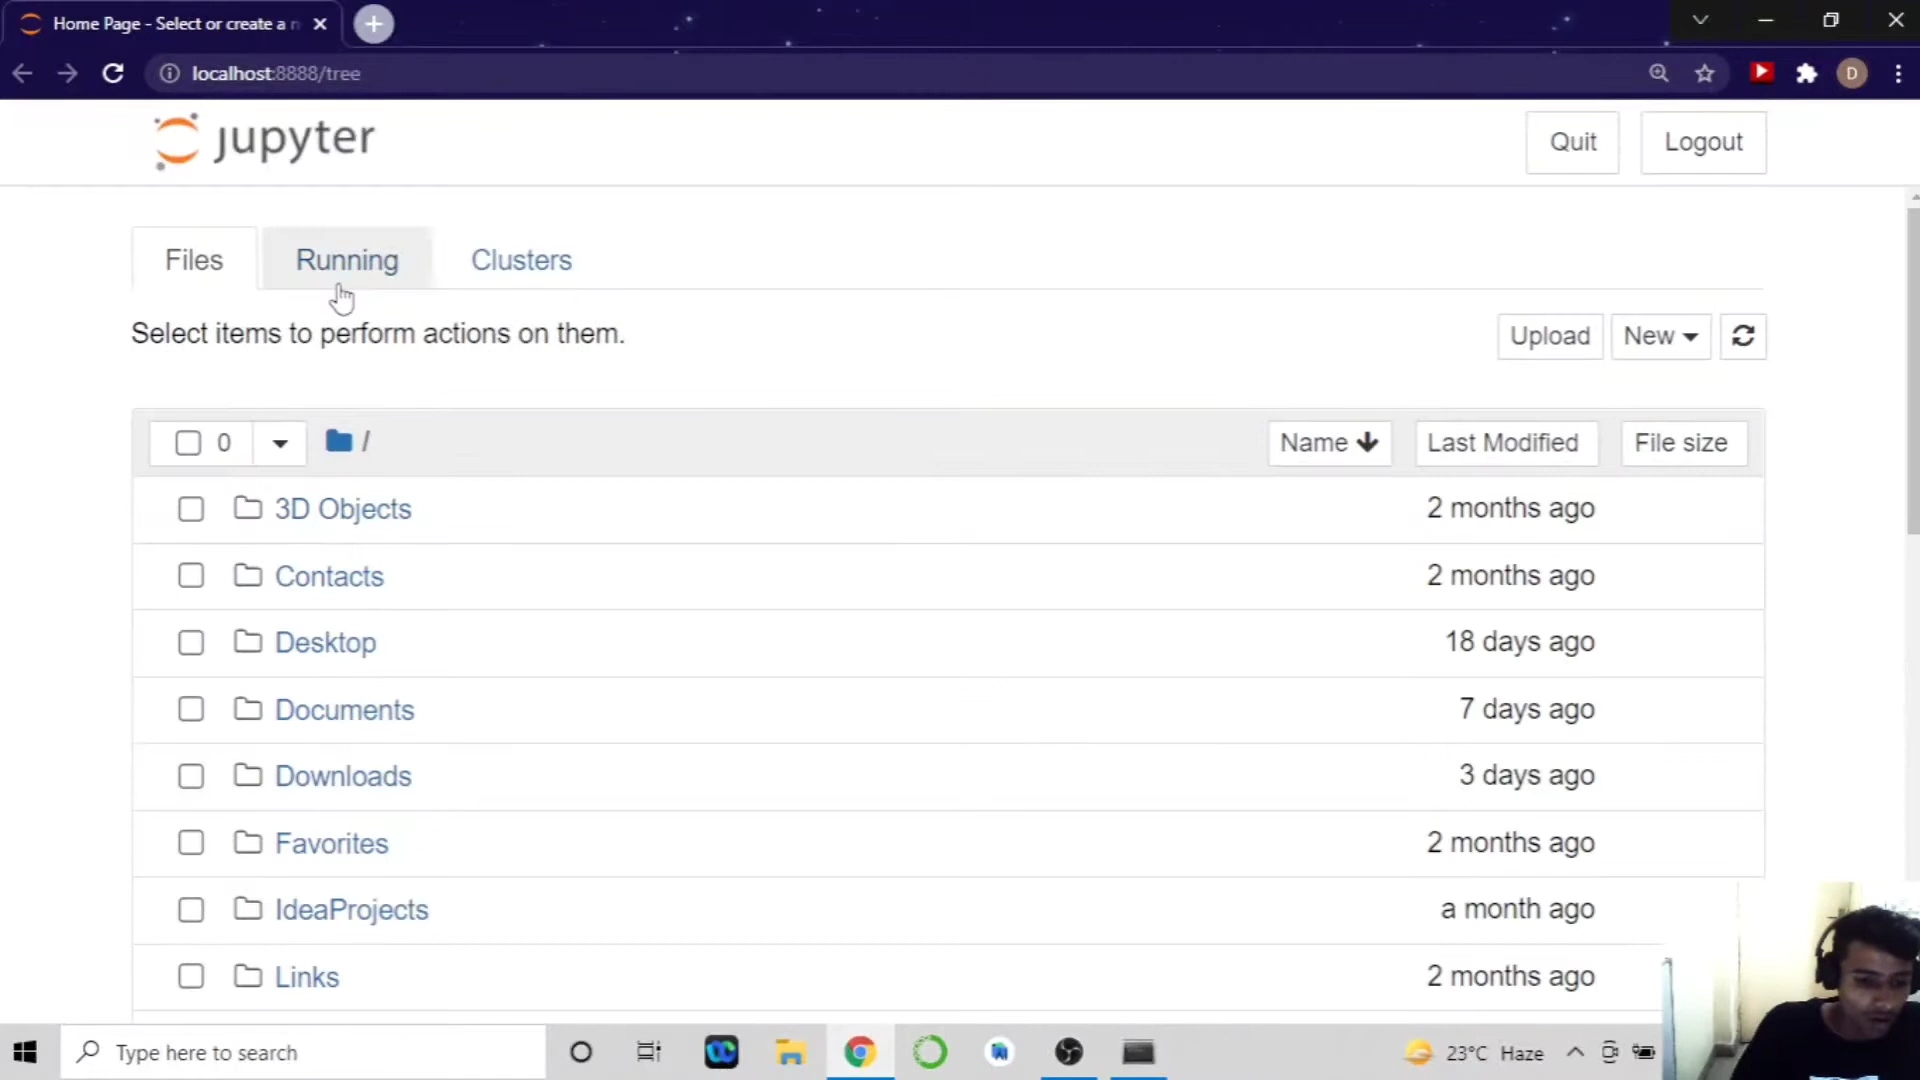 Home Page - Select or create a n
localhost:8888/tree
D
jupyter
Quit
Logout
Files
Running
Clusters
Select items to perform actions on them.
Upload
New
0
/
Name
Last Modified
File size
3D Objects
2 months ago
Contacts
2 months ago
Desktop
18 days ago
Documents
7 days ago
Downloads
3 days ago
Favorites
2 months ago
IdeaProjects
a month ago
Links
2 months ago
Type here to search
23°C Haze